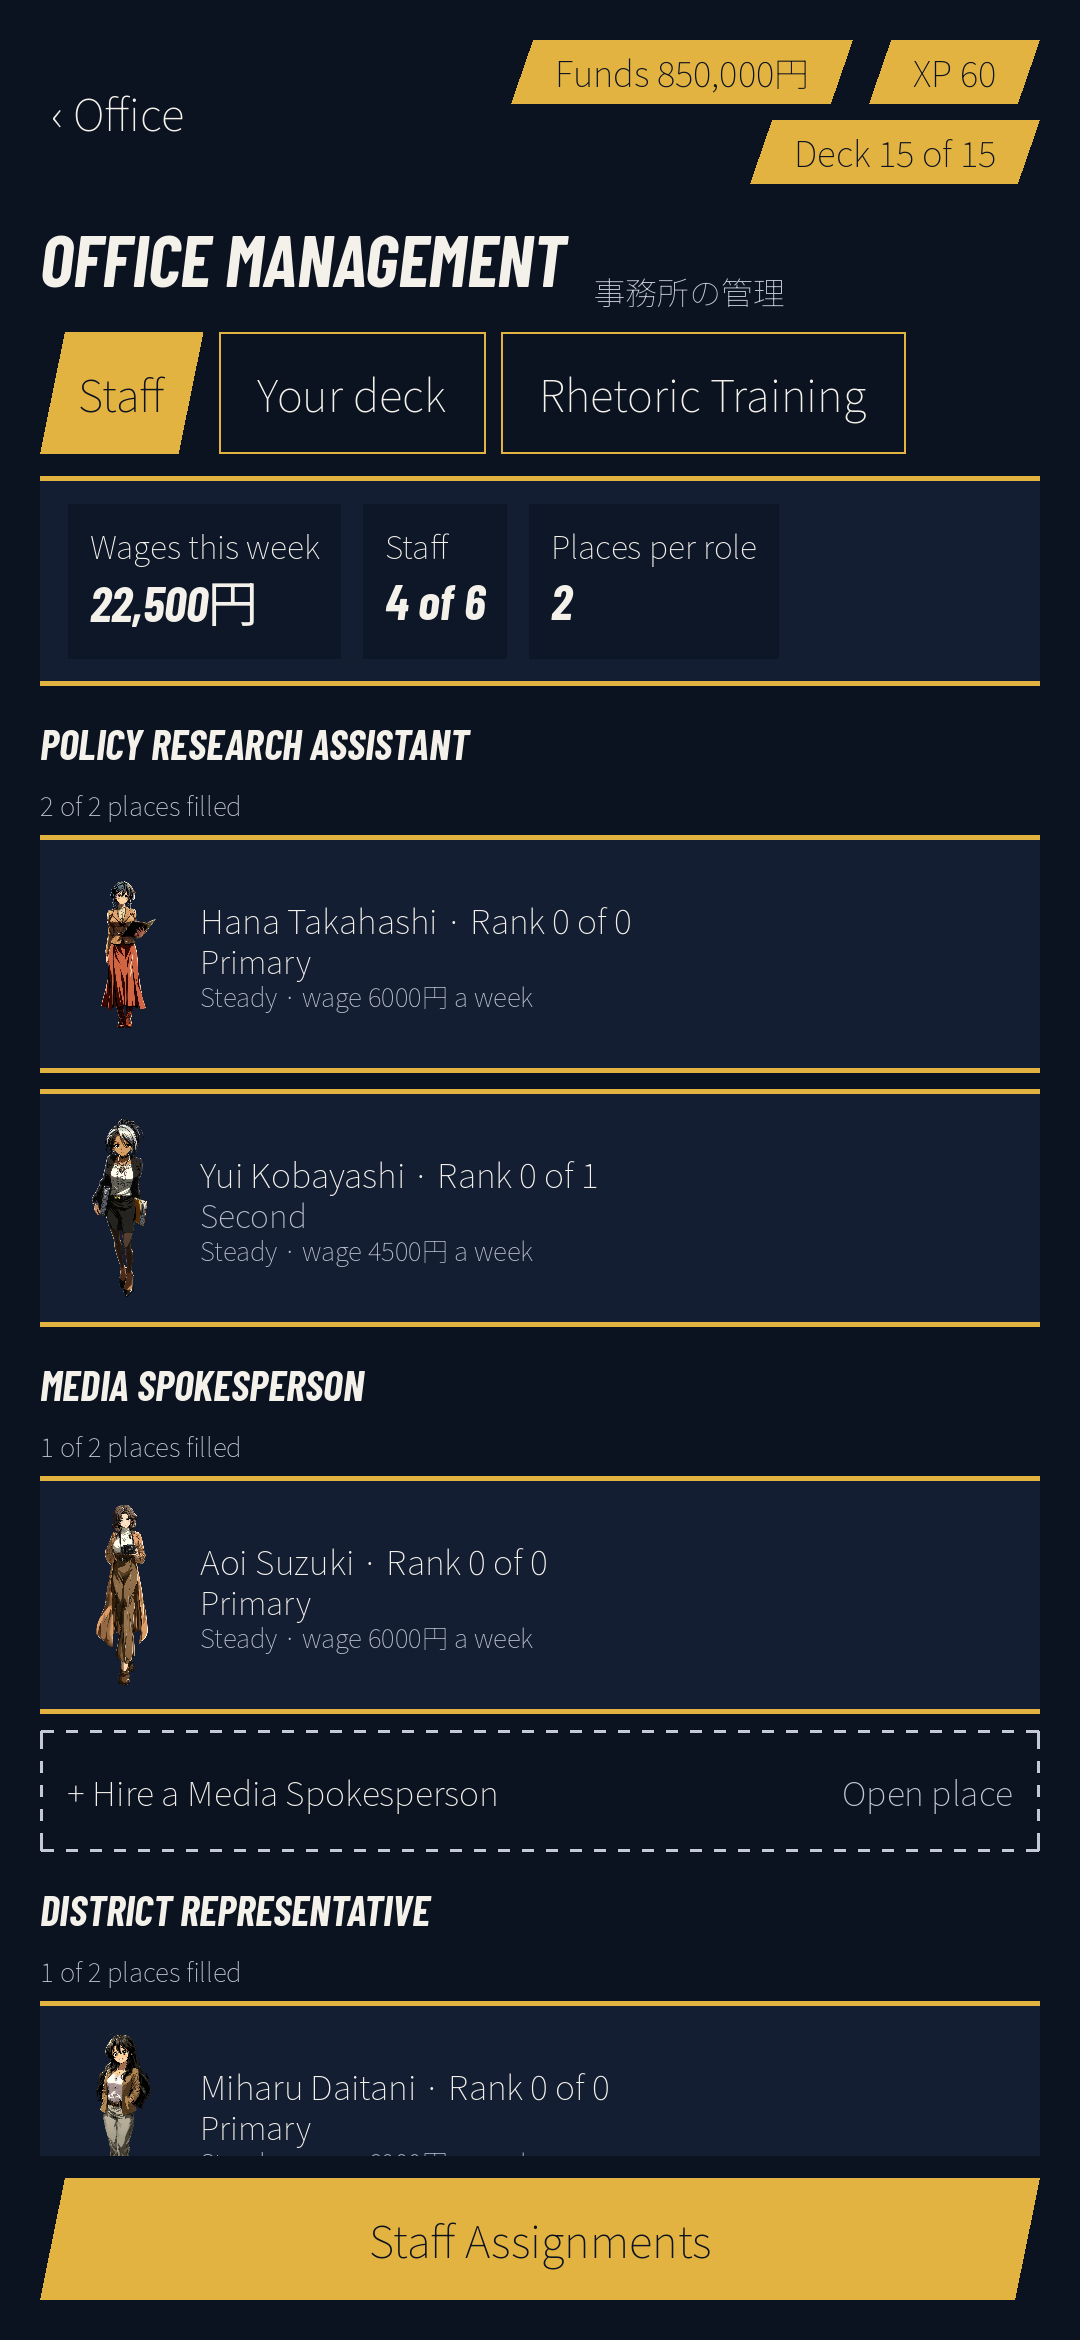 ‹ Office
Funds 850,000円
XP 60
Deck 15 of 15
OFFICE MANAGEMENT
事務所の管理
Staff
Your deck
Rhetoric Training
Wages this week
22,500円
Staff
4 of 6
Places per role
2
POLICY RESEARCH ASSISTANT
2 of 2 places filled
Hana Takahashi · Rank 0 of 0
Primary
Steady · wage 6000円 a week
Yui Kobayashi · Rank 0 of 1
Second
Steady · wage 4500円 a week
MEDIA SPOKESPERSON
1 of 2 places filled
Aoi Suzuki · Rank 0 of 0
Primary
Steady · wage 6000円 a week
+ Hire a Media Spokesperson
Open place
DISTRICT REPRESENTATIVE
1 of 2 places filled
Miharu Daitani · Rank 0 of 0
Primary
Staff Assignments